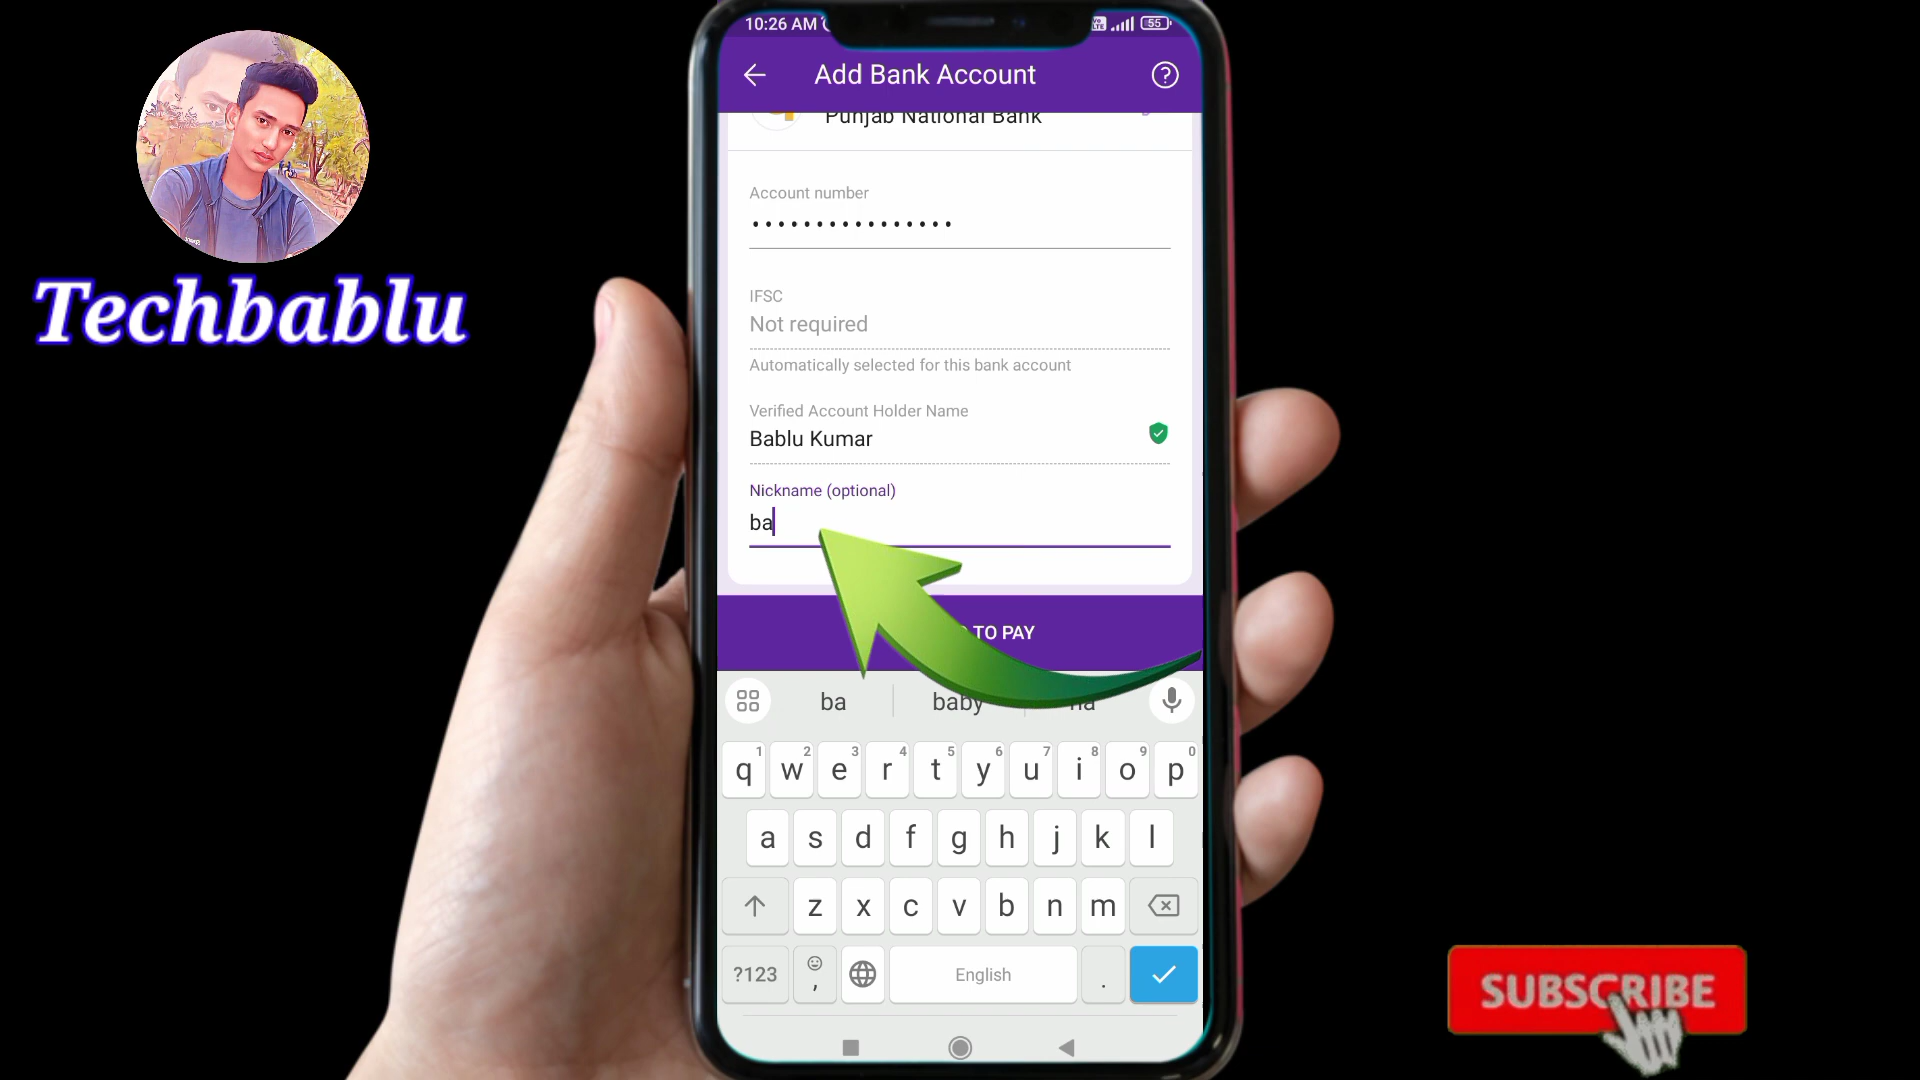 Techbablu
10:26 AM
55
Add Bank Account
Punjab National Bank
Account number
IFSC
Not required
Automatically selected for this bank account
Verified Account Holder Name
Bablu Kumar
Nickname (optional)
ba
TO PAY
ba baby
1 2 3 4 5 6 7 8 9 0
q w e r t y u i o p
a s d f g h j k l
z x c v b n m
?123 , English .
SUBSCRIBE